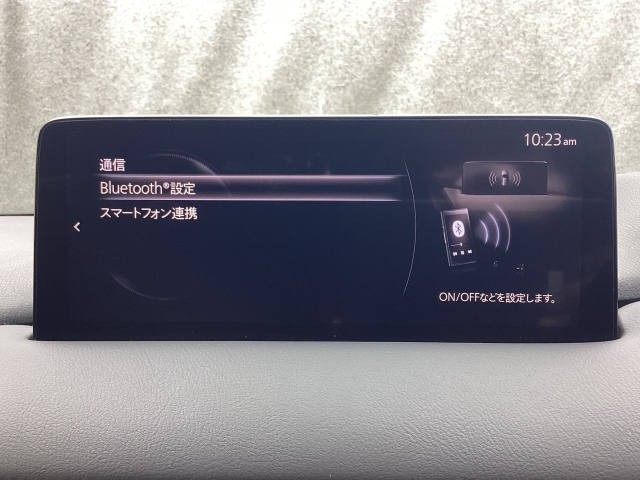 10:23 am
通信
Bluetooth®設定
スマートフォン連携
ON/OFFなどを設定します。